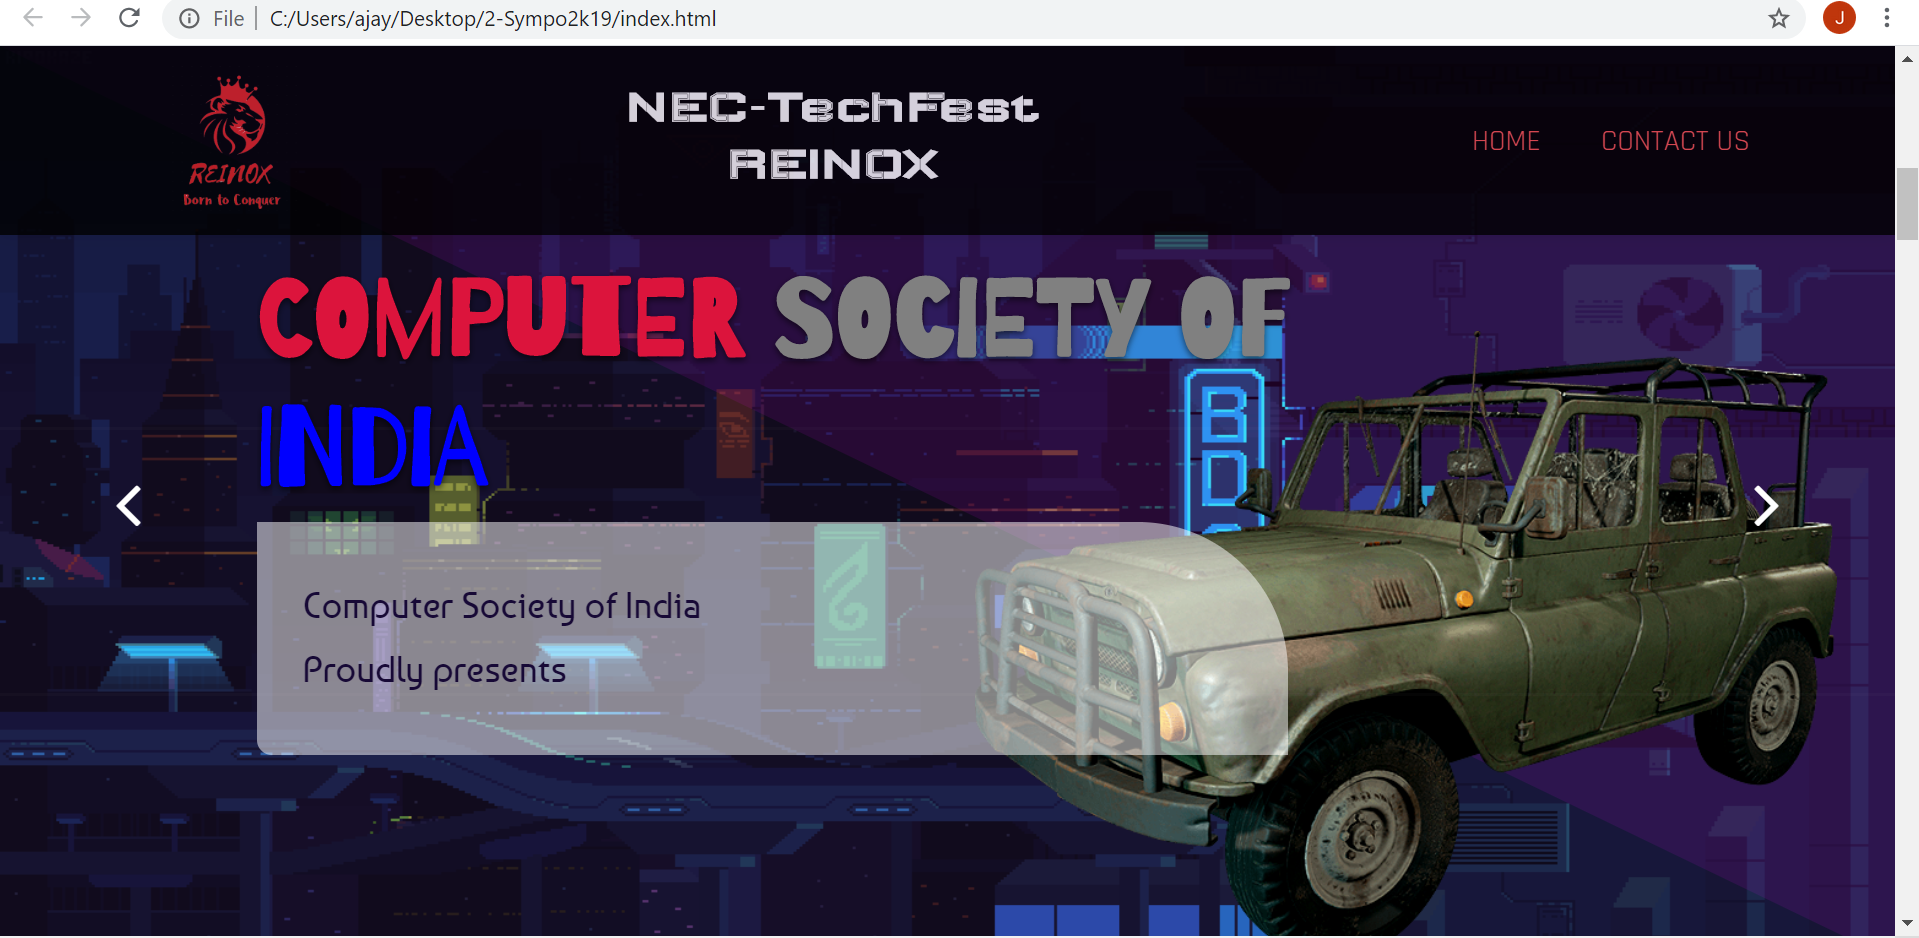 File
C:/Users/ajay/Desktop/2-Sympo2k19/index.html
J
REINOX
Born to Conquer
NEC-TechFest
REINOX
HOME
CONTACT US
COMPUTER SOCIETY OF
INDIA
Computer Society of India
Proudly presents